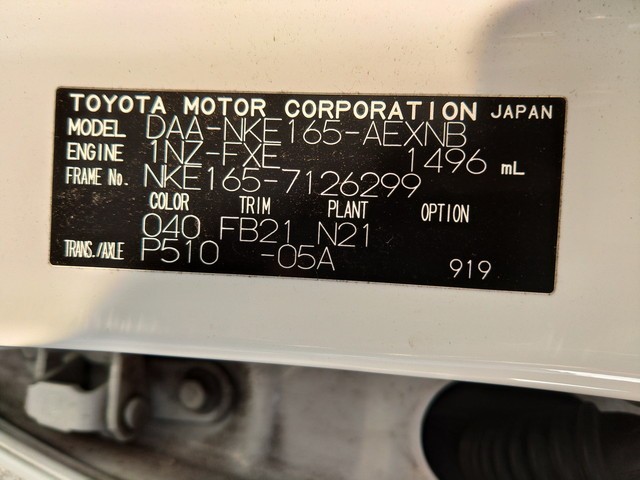 TOYOTA MOTOR CORPORATION JAPAN
MODEL DAA-NKE165-AEXNB
ENGINE 1NZ-FXE 1496 mL
FRAME No. NKE165-7126299
COLOR TRIM PLANT OPTION
040 FB21 N21
TRANS./AXLE P510 -05A
919